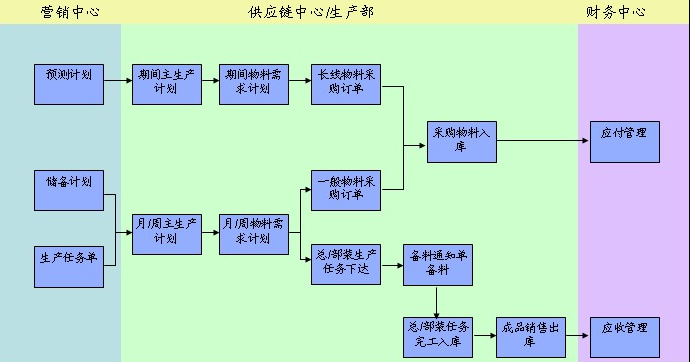 营销中心
供应链中心/生产部
财务中心
预测计划
期间主生产
计划
期间物料需
求计划
长线物料采
购订单
采购物料入
库
应付管理
储备计划
一般物料采
购订单
生产任务单
月/周主生产
计划
月/周物料需
求计划
总/部装生产
任务下达
备料通知单
备料
总/部装任务
完工入库
成品销售出
库
应收管理